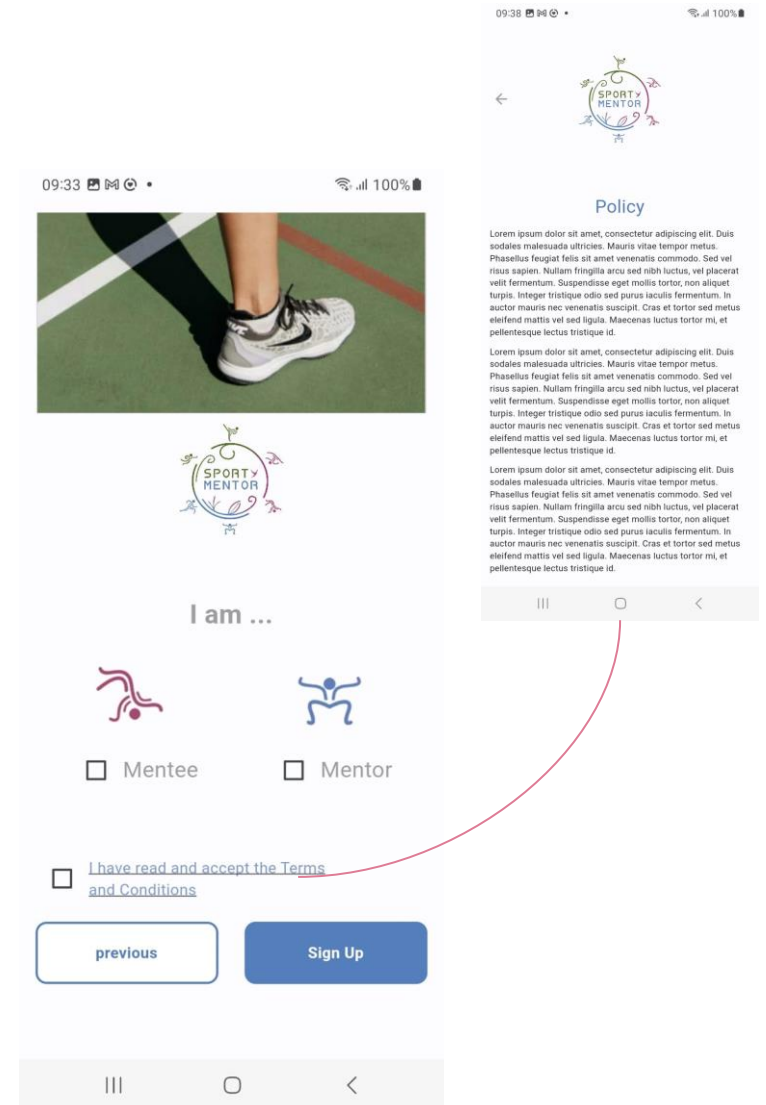 09:33
100%
SPORTY
MENTOR
I am ...
Mentee
Mentor
I have read and accept the Terms
and Conditions
previous
Sign Up
09:38
100%
SPORTY
MENTOR
Policy
Lorem ipsum dolor sit amet, consectetur adipiscing elit. Duis
sodales malesuada ultricies. Mauris vitae tempor metus.
Phasellus feugiat felis sit amet venenatis commodo. Sed vel
risus sapien. Nullam fringilla arcu sed nibh luctus, vel placerat
velit fermentum. Suspendisse eget mollis tortor, non aliquet
turpis. Integer tristique odio sed purus iaculis fermentum. In
auctor mauris nec venenatis suscipit. Cras et tortor sed metus
eleifend mattis vel sed ligula. Maecenas luctus tortor mi, et
pellentesque lectus tristique id.
Lorem ipsum dolor sit amet, consectetur adipiscing elit. Duis
sodales malesuada ultricies. Mauris vitae tempor metus.
Phasellus feugiat felis sit amet venenatis commodo. Sed vel
risus sapien. Nullam fringilla arcu sed nibh luctus, vel placerat
velit fermentum. Suspendisse eget mollis tortor, non aliquet
turpis. Integer tristique odio sed purus iaculis fermentum. In
auctor mauris nec venenatis suscipit. Cras et tortor sed metus
eleifend mattis vel sed ligula. Maecenas luctus tortor mi, et
pellentesque lectus tristique id.
Lorem ipsum dolor sit amet, consectetur adipiscing elit. Duis
sodales malesuada ultricies. Mauris vitae tempor metus.
Phasellus feugiat felis sit amet venenatis commodo. Sed vel
risus sapien. Nullam fringilla arcu sed nibh luctus, vel placerat
velit fermentum. Suspendisse eget mollis tortor, non aliquet
turpis. Integer tristique odio sed purus iaculis fermentum. In
auctor mauris nec venenatis suscipit. Cras et tortor sed metus
eleifend mattis vel sed ligula. Maecenas luctus tortor mi, et
pellentesque lectus tristique id.